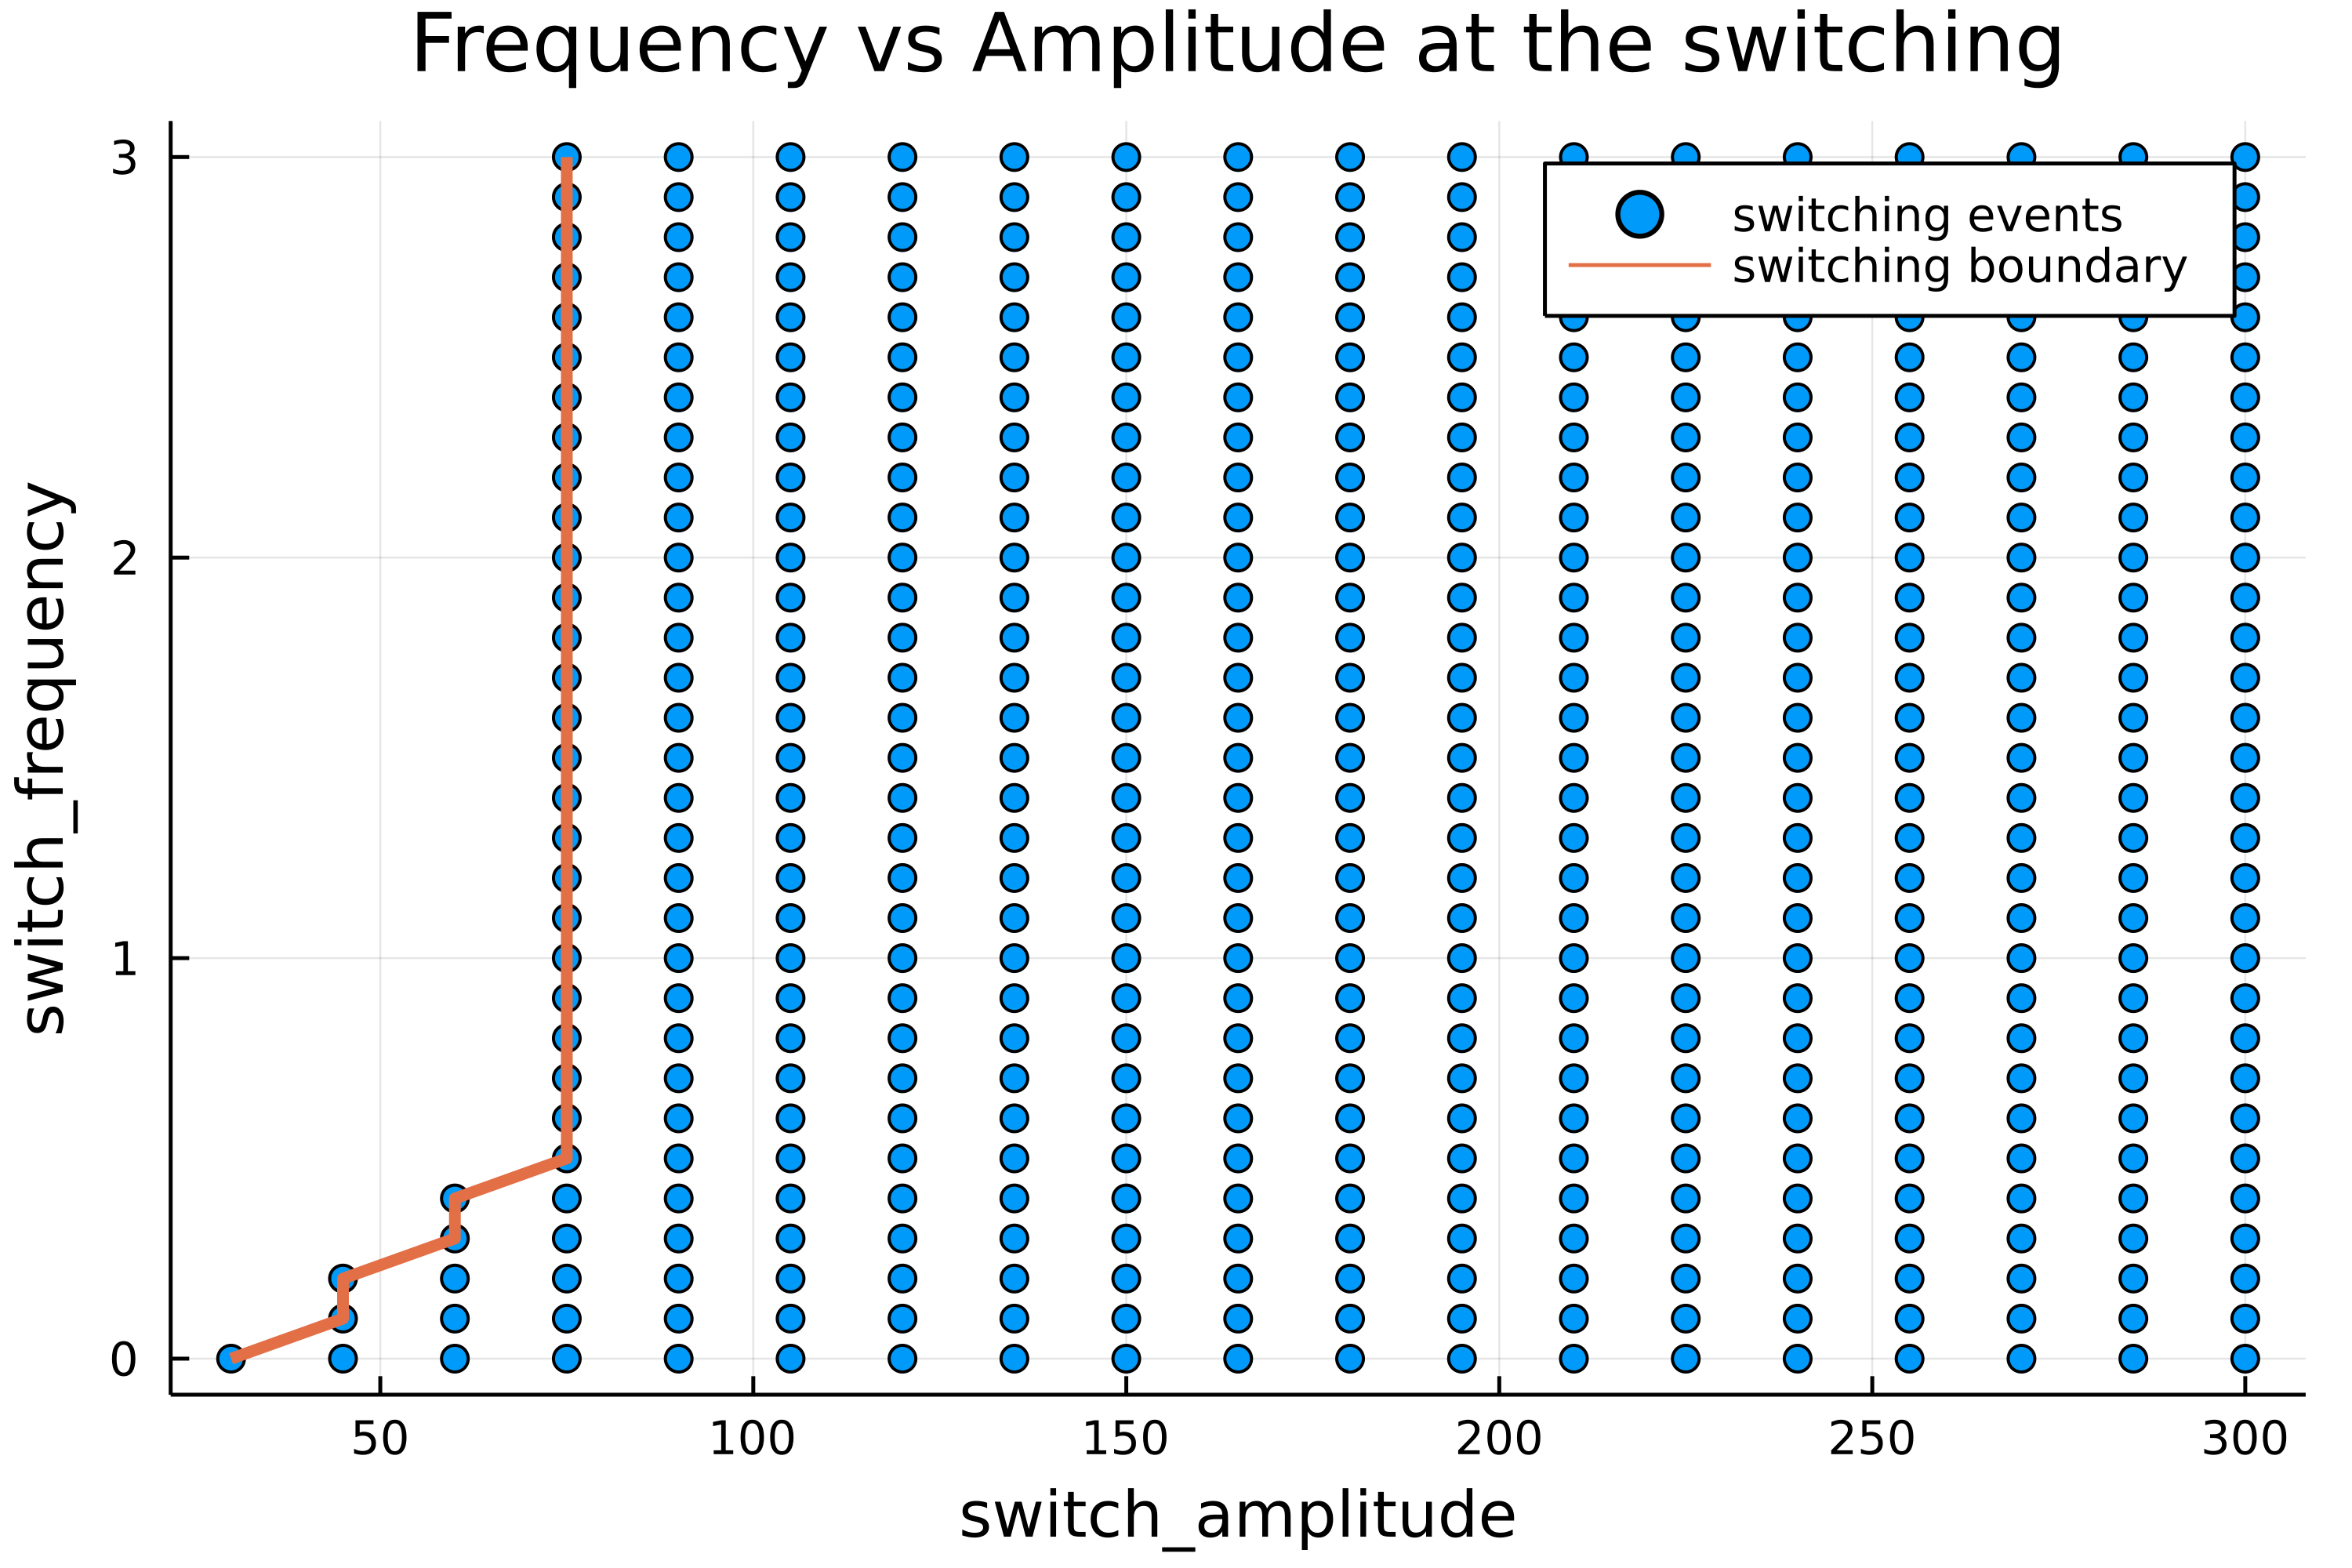 Frequency vs Amplitude at the switching
switching events
switching boundary
switch_frequency
3
2
1
0
50 100 150 200 250 300
switch_amplitude